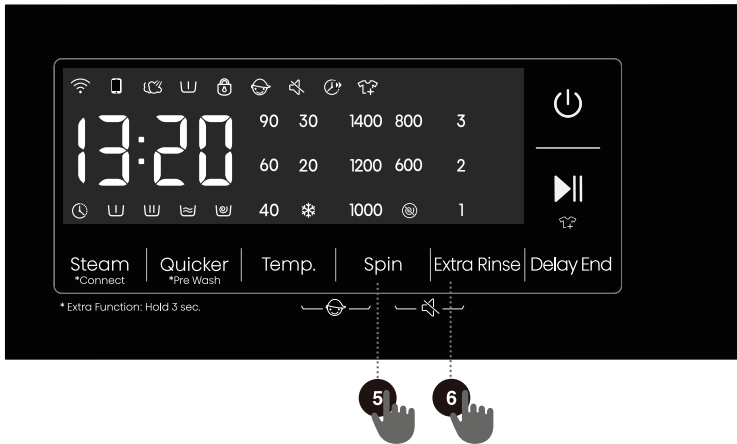 13:20
90 30 1400 800 3
60 20 1200 600 2
40 1000 1
Steam Quicker Temp. Spin Extra Rinse Delay End
*Connect *Pre Wash
* Extra Function: Hold 3 sec.
5 6